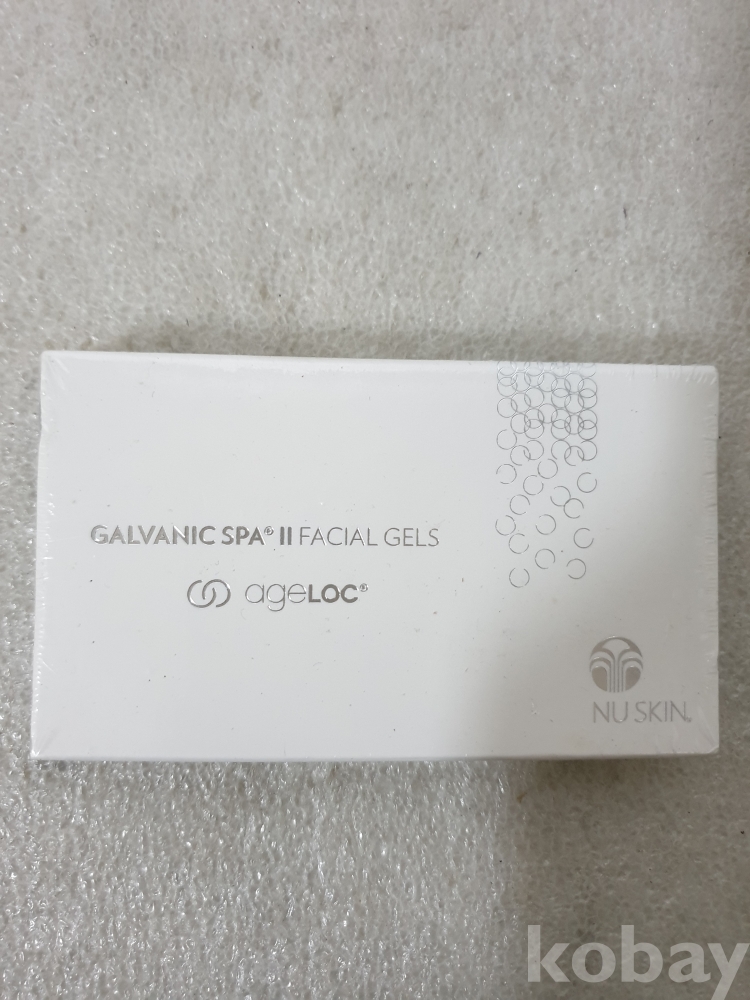 GALVANIC SPA® II FACIAL GELS
ageLOC®
NU SKIN®
kobay